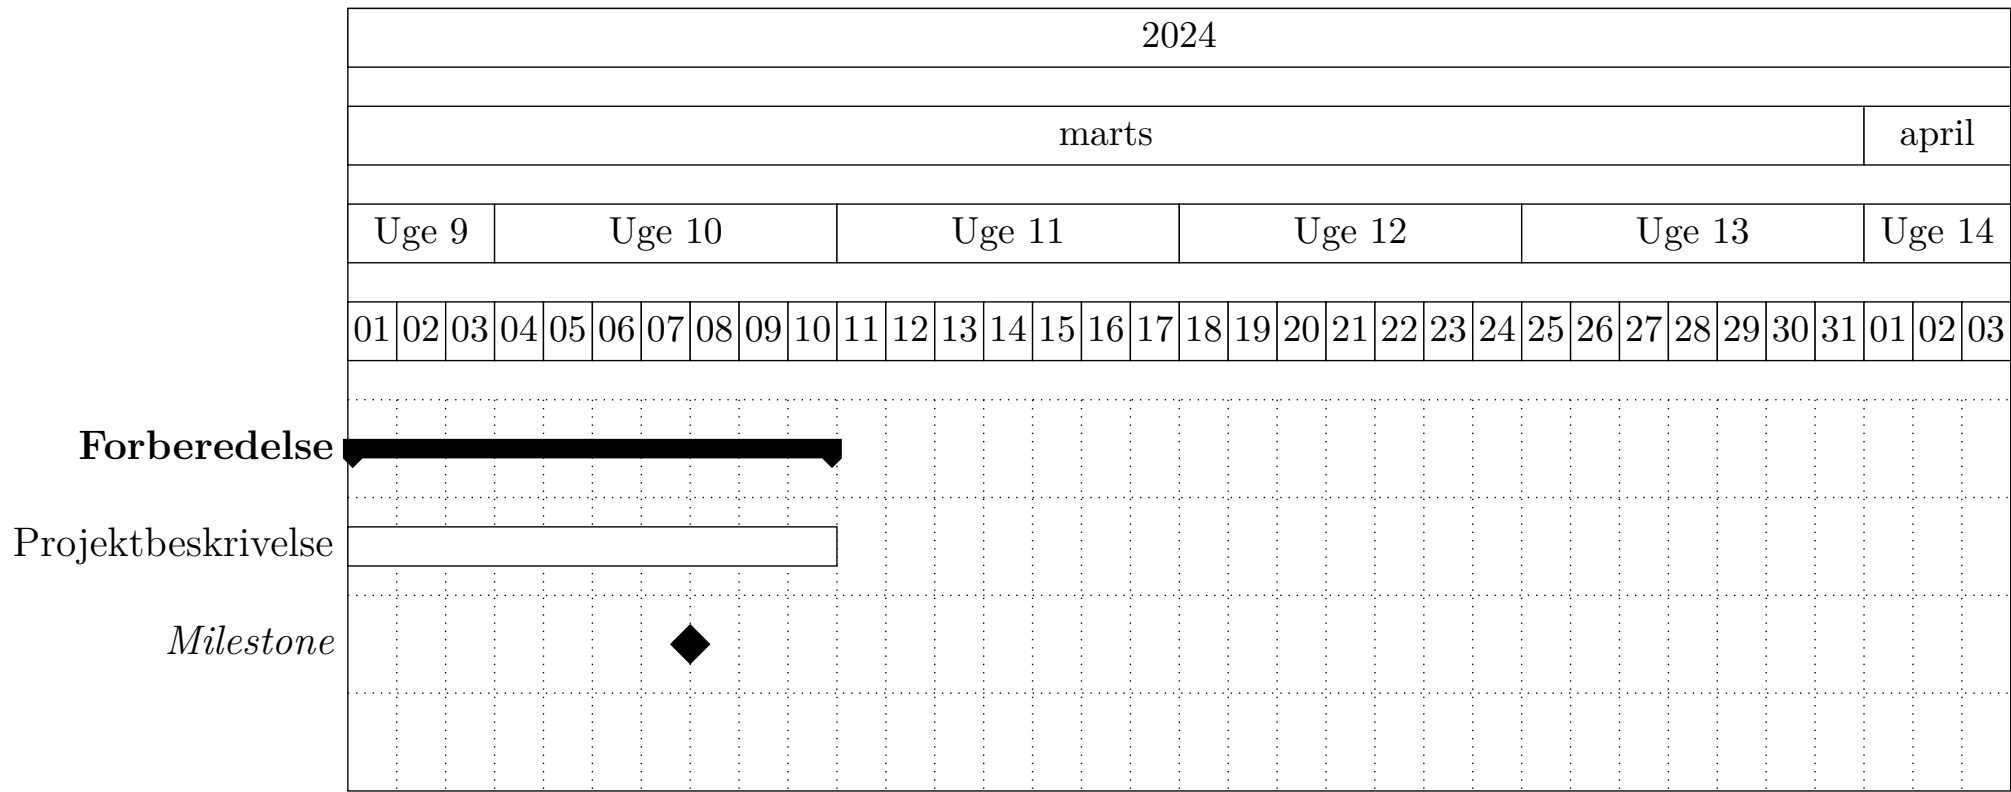 2024
marts april
Uge 9 Uge 10 Uge 11 Uge 12 Uge 13 Uge 14
01 02 03 04 05 06 07 08 09 10 11 12 13 14 15 16 17 18 19 20 21 22 23 24 25 26 27 28 29 30 31 01 02 03
Forberedelse
Projektbeskrivelse
Milestone